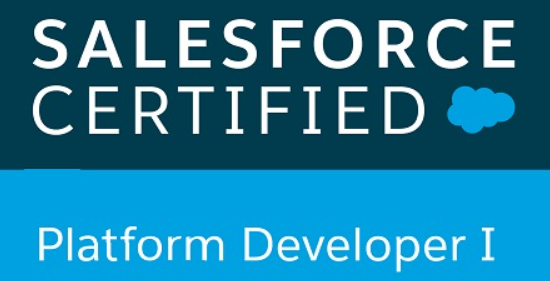 SALESFORCE
CERTIFIED
Platform Developer I